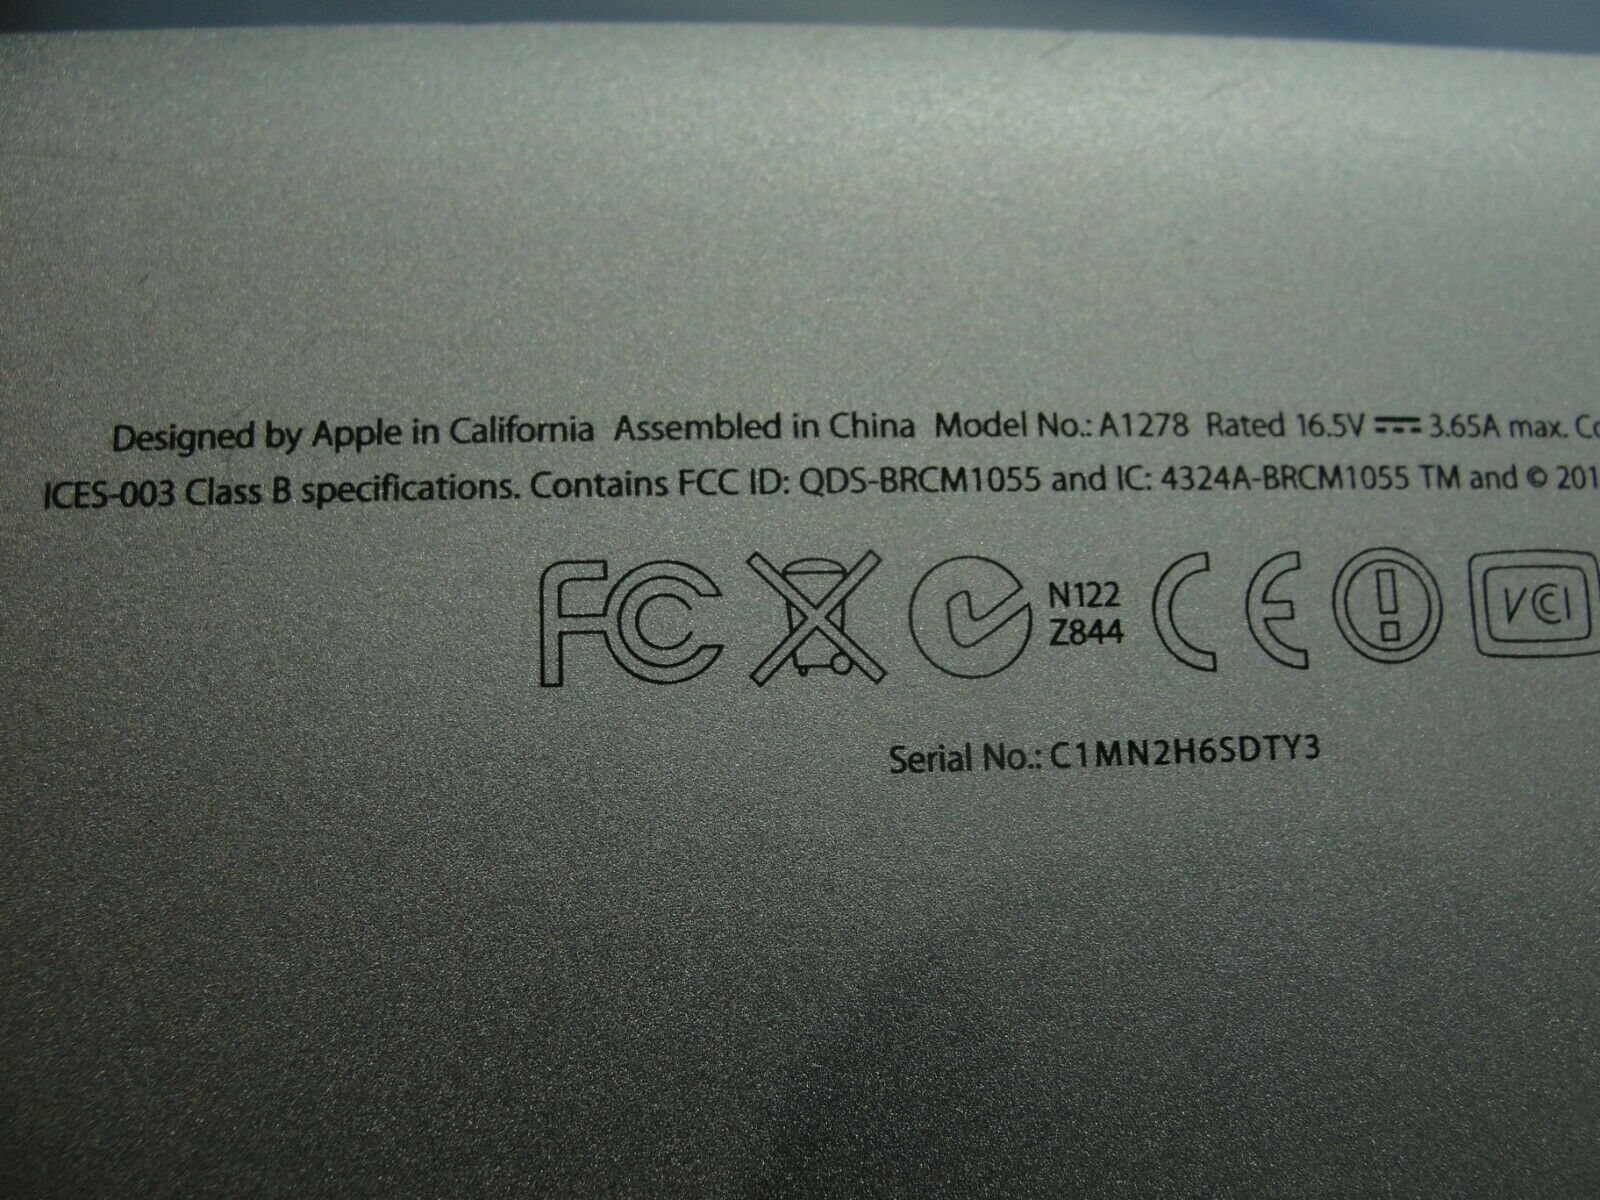 Designed by Apple in California Assembled in China Model No.: A1278 Rated 16.5V ⎓ 3.65A max. Co
ICES-003 Class B specifications. Contains FCC ID: QDS-BRCM1055 and IC: 4324A-BRCM1055 TM and © 201
FC N122 CE VCI
Z844
Serial No.: C1MN2H6SDTY3